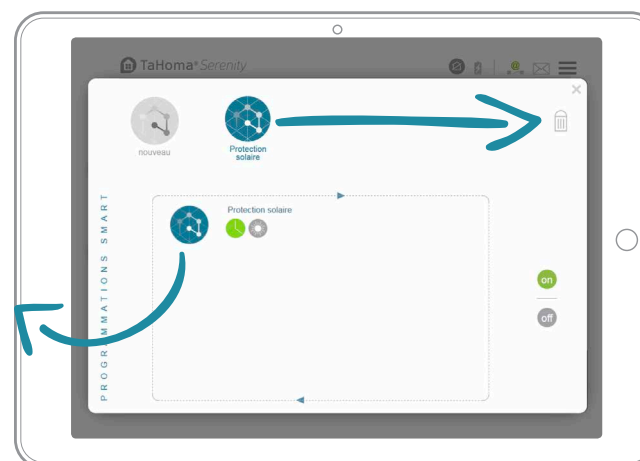 TaHoma® Serenity
@
nouveau
Protection
solaire
Protection solaire
PROGRAMMATIONS SMART
on
off